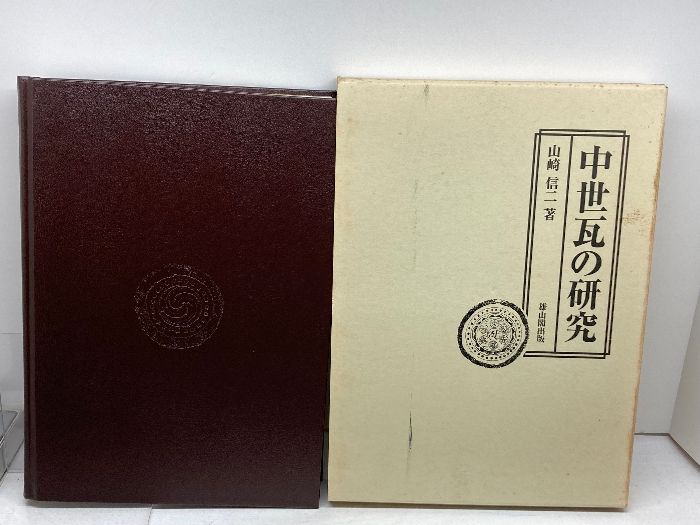 中世瓦の研究
山崎 信二 著
雄山閣出版